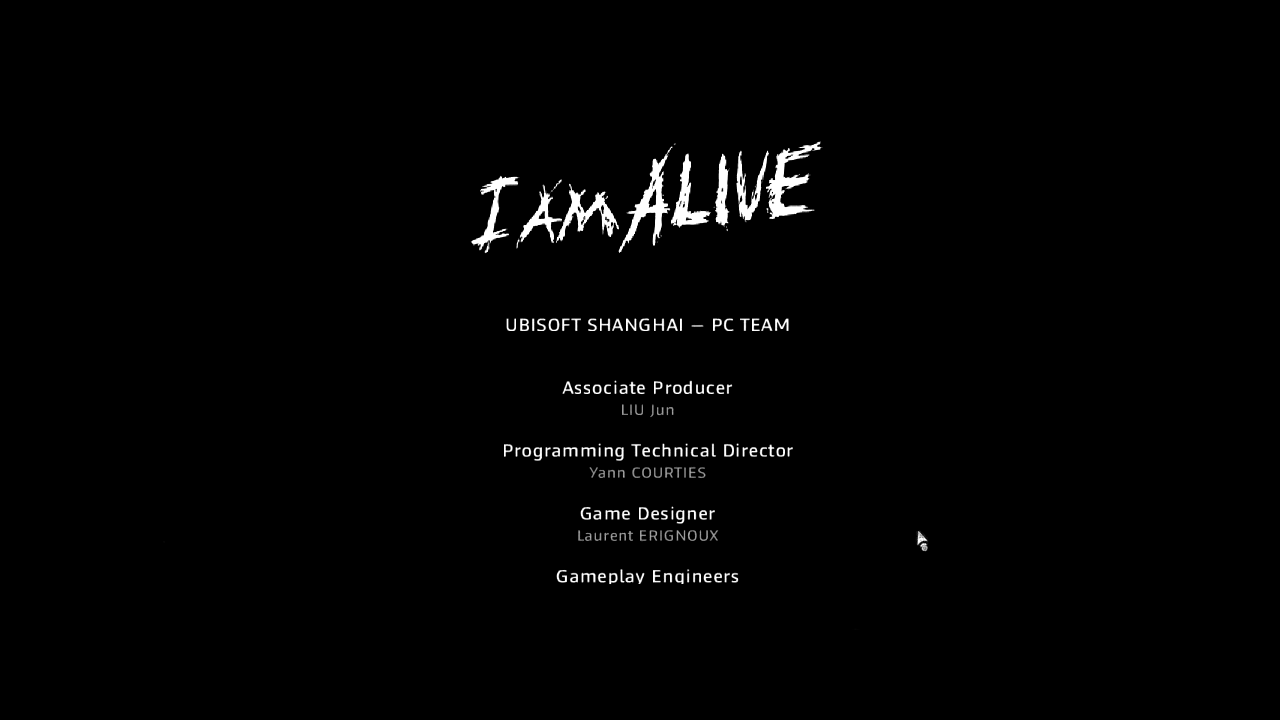 I AM ALIVE
UBISOFT SHANGHAI – PC TEAM
Associate Producer
LIU Jun
Programming Technical Director
Yann COURTIES
Game Designer
Laurent ERIGNOUX
Gameplay Engineers